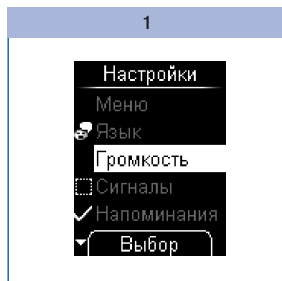 1
Настройки
Меню
Язык
Громкость
Сигналы
Напоминания
Выбор